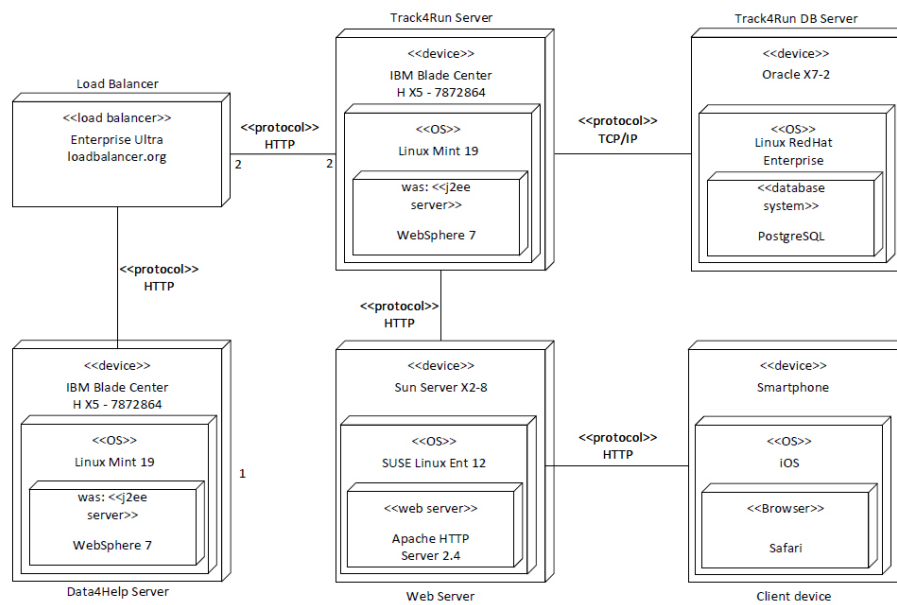 Load Balancer
<<load balancer>>
Enterprise Ultra
loadbalancer.org
<<protocol>>
HTTP
2
2
Track4Run Server
<<device>>
IBM Blade Center
H X5 - 7872864
<<OS>>
Linux Mint 19
was: <<j2ee
server>>
WebSphere 7
<<protocol>>
TCP/IP
Track4Run DB Server
<<device>>
Oracle X7-2
<<OS>>
Linux RedHat
Enterprise
<<database
system>>
PostgreSQL
<<protocol>>
HTTP
<<protocol>>
HTTP
<<device>>
IBM Blade Center
H X5 - 7872864
<<OS>>
Linux Mint 19
was: <<j2ee
server>>
WebSphere 7
1
Data4Help Server
<<device>>
Sun Server X2-8
<<OS>>
SUSE Linux Ent 12
<<web server>>
Apache HTTP
Server 2.4
Web Server
<<protocol>>
HTTP
<<device>>
Smartphone
<<OS>>
iOS
<<Browser>>
Safari
Client device